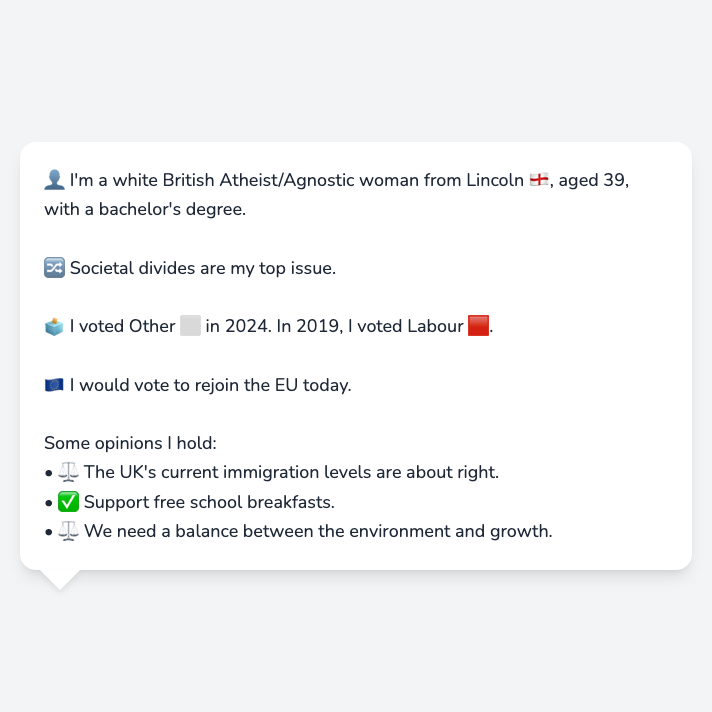 👤 I'm a white British Atheist/Agnostic woman from Lincoln 🏴󠁧󠁢󠁥󠁮󠁧󠁿, aged 39,
with a bachelor's degree.
🔀 Societal divides are my top issue.
🗳️ I voted Other ⬜ in 2024. In 2019, I voted Labour 🟥.
🇪🇺 I would vote to rejoin the EU today.
Some opinions I hold:
• ⚖️ The UK's current immigration levels are about right.
• ✅ Support free school breakfasts.
• ⚖️ We need a balance between the environment and growth.